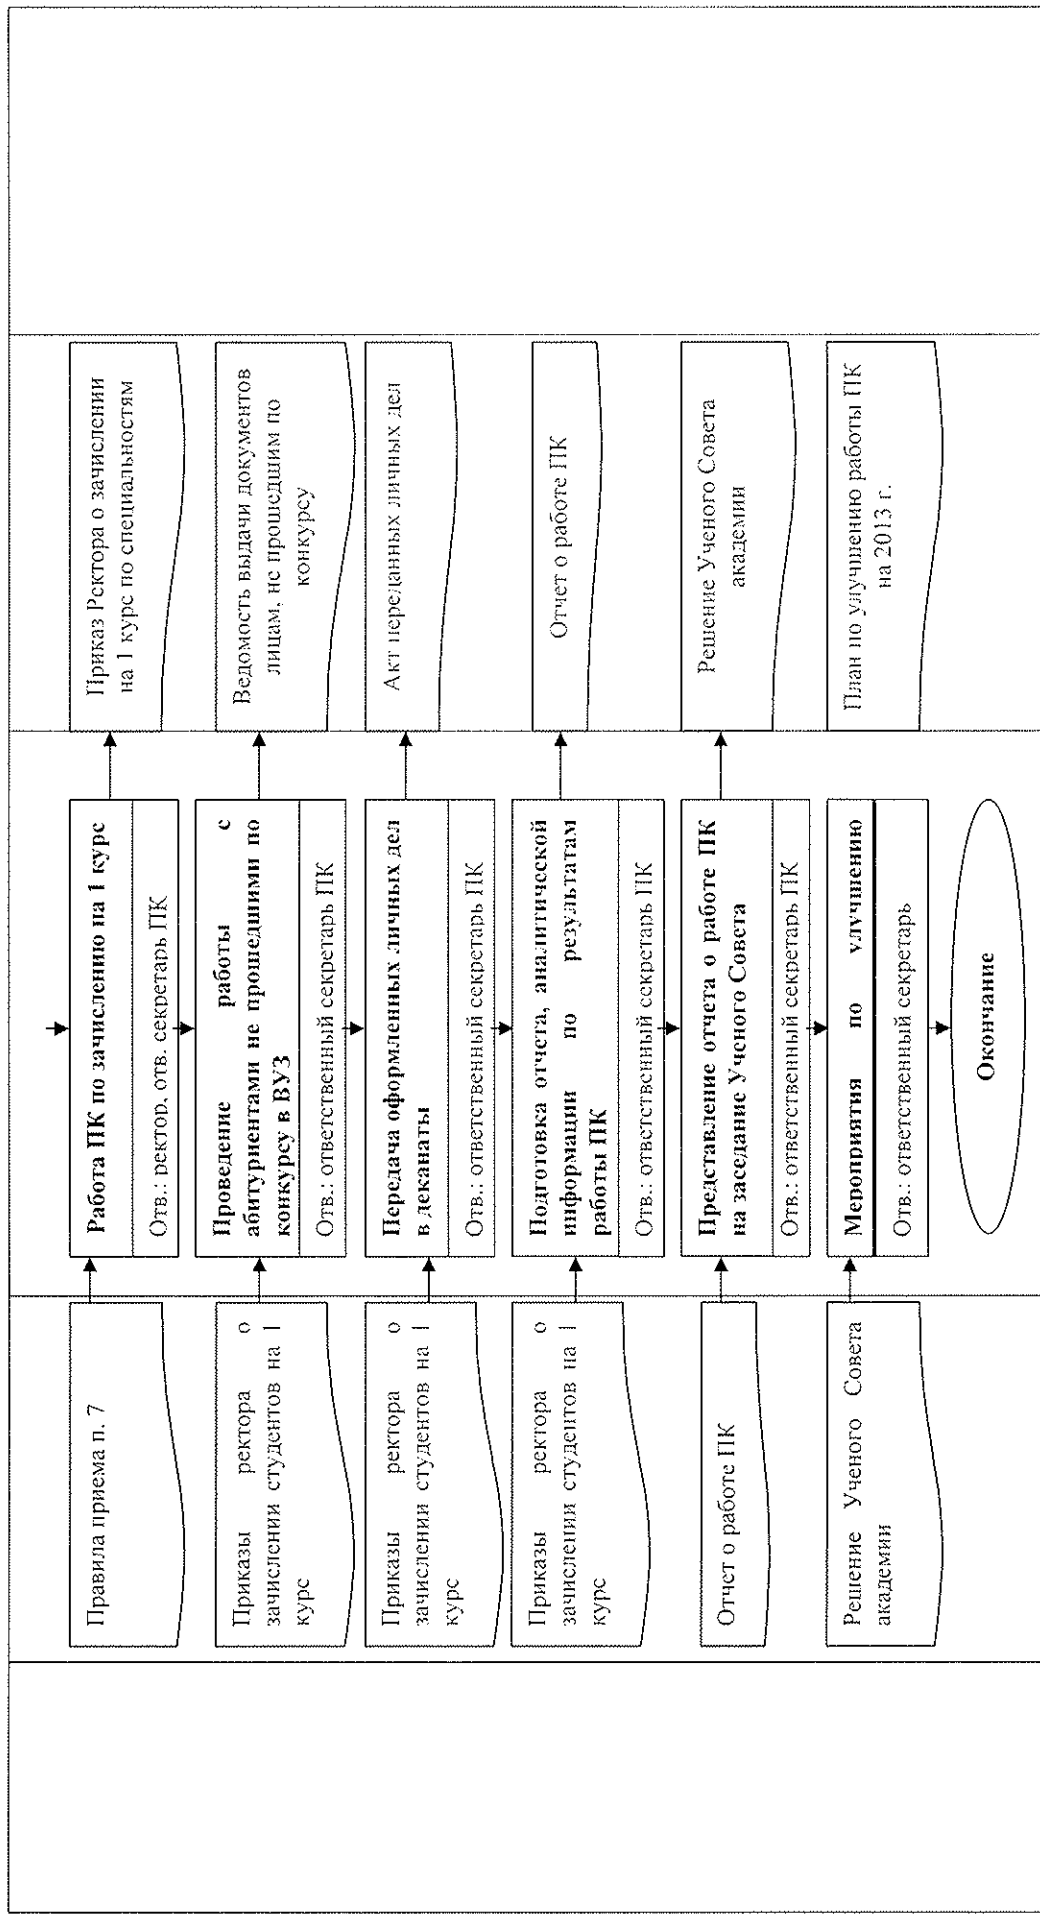 Правила приема п. 7
Работа ПК по зачислению на 1 курс
Отв.: ректор, отв. секретарь ПК
Приказ Ректора о зачислении
на 1 курс по специальностям
Приказы ректора о
зачислении студентов на 1
курс
Проведение работы с
абитуриентами не прошедшими по
конкурсу в ВУЗ
Отв.: ответственный секретарь ПК
Ведомость выдачи документов
лицам, не прошедшим по
конкурсу
Приказы ректора о
зачислении студентов на 1
курс
Передача оформленных личных дел
в деканаты
Отв.: ответственный секретарь ПК
Акт переданных личных дел
Приказы ректора о
зачислении студентов на 1
курс
Подготовка отчета, аналитической
информации по результатам
работы ПК
Отв.: ответственный секретарь ПК
Отчет о работе ПК
Отчет о работе ПК
Представление отчета о работе ПК
на заседание Ученого Совета
Отв.: ответственный секретарь ПК
Решение Ученого Совета
академии
Решение Ученого Совета
академии
Мероприятия по улучшению
Отв.: ответственный секретарь
План по улучшению работы ПК
на 2013 г.
Окончание